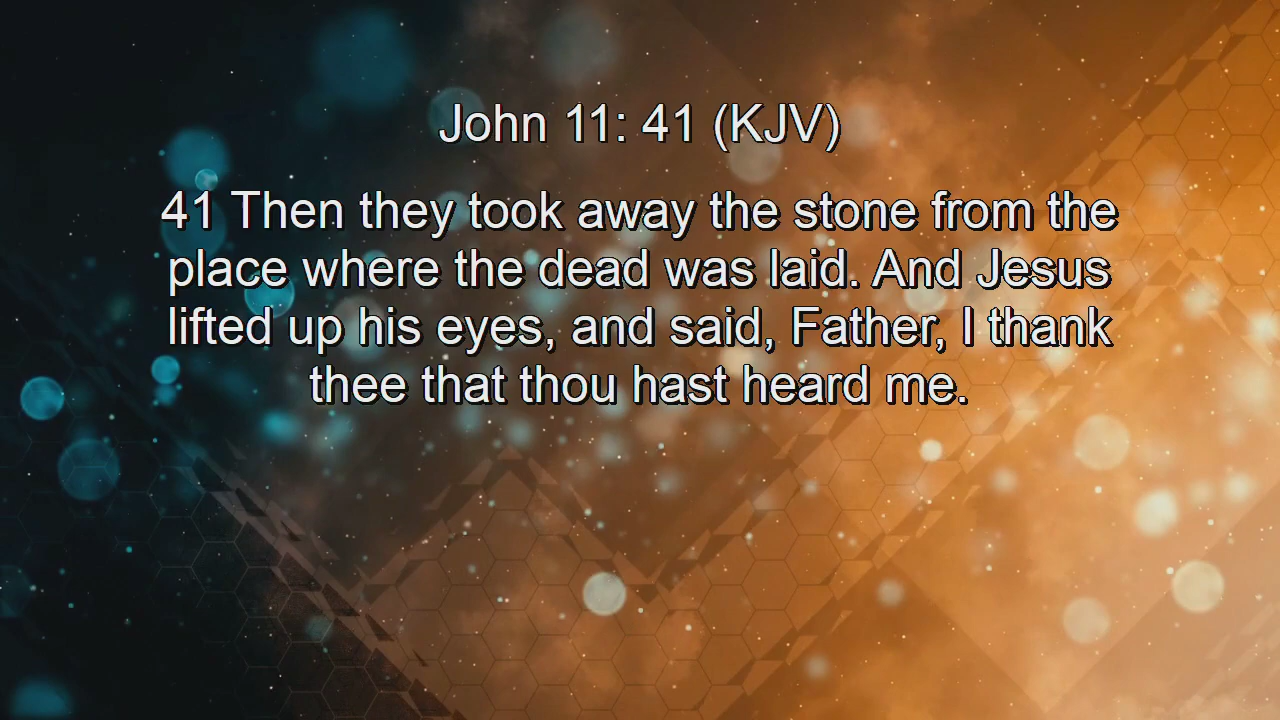 John 11: 41 (KJV)
41 Then they took away the stone from the
place where the dead was laid. And Jesus
lifted up his eyes, and said, Father, I thank
thee that thou hast heard me.